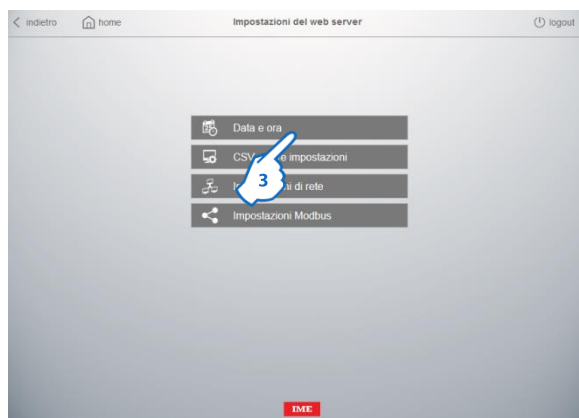 indietro
home
Impostazioni del web server
logout
Data e ora
CSV e impostazioni
ni di rete
Impostazioni Modbus
3
IME